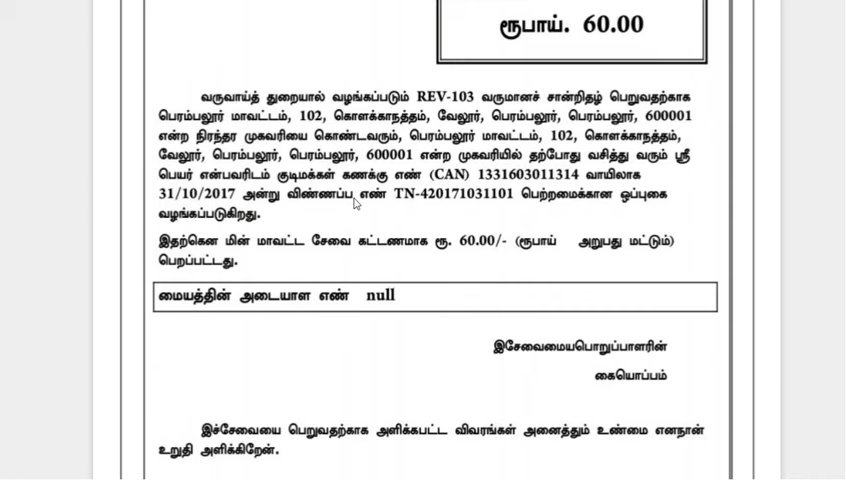 ரூபாய். 60.00
வருவாய்த் துறையால் வழங்கப்படும் REV-103 வருமானச் சான்றிதழ் பெறுவதற்காக
பெரம்பலூர் மாவட்டம், 102, கொளக்காநத்தம், வேலூர், பெரம்பலூர், பெரம்பலூர், 600001
என்ற நிரந்தர முகவரியை கொண்டவரும், பெரம்பலூர் மாவட்டம், 102, கொளக்காநத்தம்,
வேலூர், பெரம்பலூர், பெரம்பலூர், 600001 என்ற முகவரியில் தற்போது வசித்து வரும் ஸ்ரீ
பெயர் என்பவரிடம் குடிமக்கள் கணக்கு எண் (CAN) 1331603011314 வாயிலாக
31/10/2017 அன்று விண்ணப்ப எண் TN-420171031101 பெற்றமைக்கான ஒப்புகை
வழங்கப்படுகிறது.
இதற்கென மின் மாவட்ட சேவை கட்டணமாக ரூ. 60.00/- (ரூபாய் அறுபது மட்டும்)
பெறப்பட்டது.
மையத்தின் அடையாள எண் null
இசேவைமையபொறுப்பாளரின்
கையொப்பம்
இச்சேவையை பெறுவதற்காக அளிக்கபட்ட விவரங்கள் அனைத்தும் உண்மை எனநான்
உறுதி அளிக்கிறேன்.